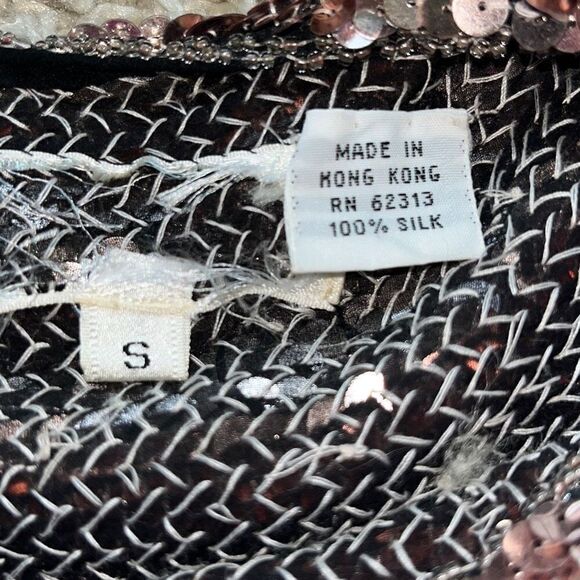 MADE IN
HONG KONG
RN 62313
100% SILK
S